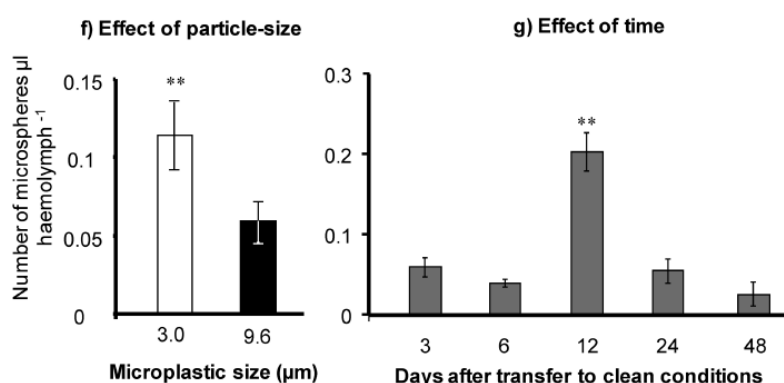 f) Effect of particle-size
g) Effect of time
Number of microspheres µl
haemolymph -1
0.15
0.1
0.05
0
**
3.0
9.6
Microplastic size (µm)
0.3
0.2
0.1
0
**
3
6
12
24
48
Days after transfer to clean conditions